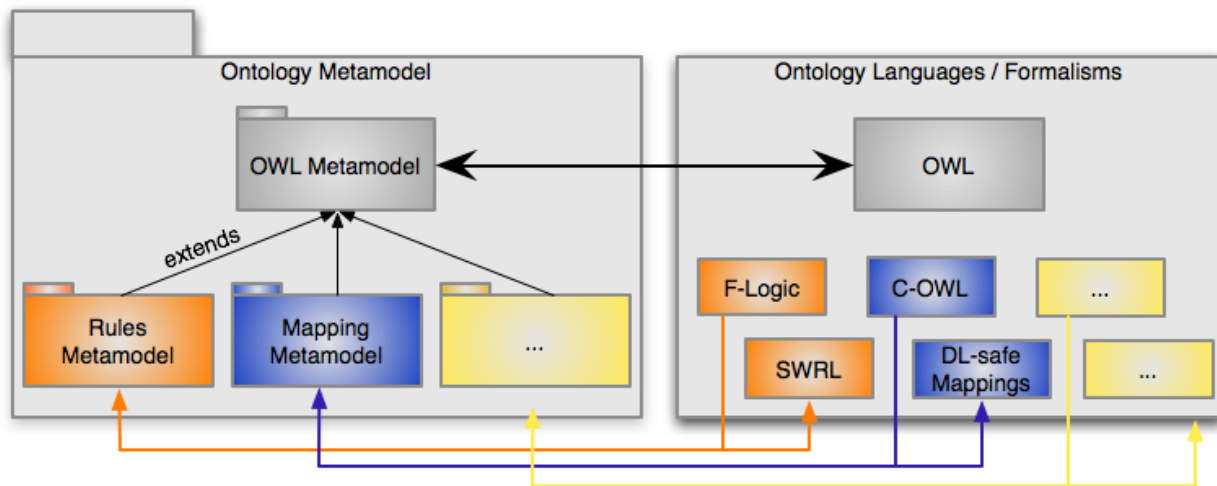 Ontology Metamodel
OWL Metamodel
extends
Rules
Metamodel
Mapping
Metamodel
...
Ontology Languages / Formalisms
OWL
F-Logic
C-OWL
...
SWRL
DL-safe
Mappings
...